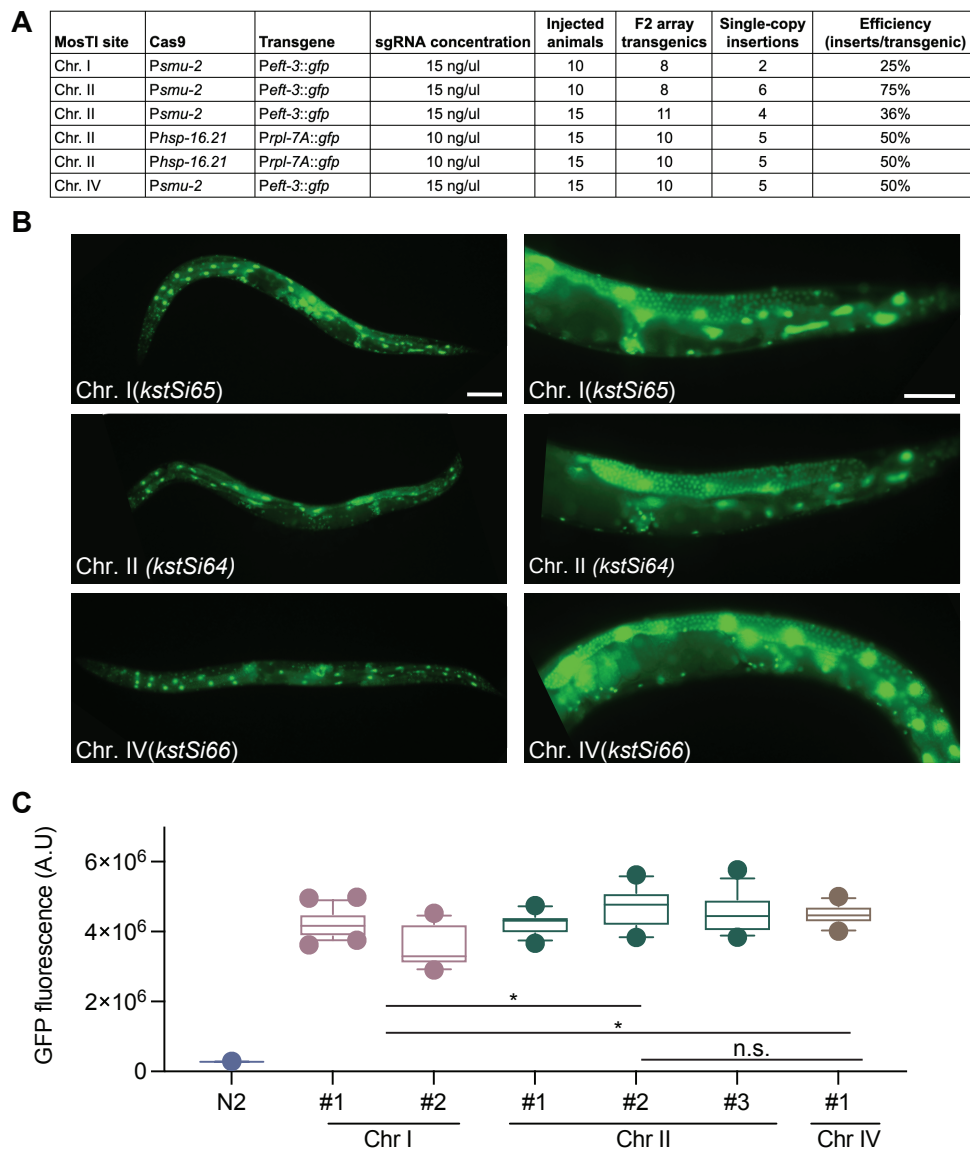 A
MosTI site Cas9 Transgene sgRNA concentration Injected animals F2 array transgenics Single-copy insertions Efficiency (inserts/transgenic)
Chr. I Psmu-2 Peft-3::gfp 15 ng/ul 10 8 2 25%
Chr. II Psmu-2 Peft-3::gfp 15 ng/ul 10 8 6 75%
Chr. II Psmu-2 Peft-3::gfp 15 ng/ul 15 11 4 36%
Chr. II Phsp-16.21 Prpl-7A::gfp 10 ng/ul 15 10 5 50%
Chr. II Phsp-16.21 Prpl-7A::gfp 10 ng/ul 15 10 5 50%
Chr. IV Psmu-2 Peft-3::gfp 15 ng/ul 15 10 5 50%
B
Chr. I(kstSi65) Chr. I(kstSi65)
Chr. II (kstSi64) Chr. II (kstSi64)
Chr. IV(kstSi66) Chr. IV(kstSi66)
C
GFP fluorescence (A.U)
6×10⁶
4×10⁶
2×10⁶
0
*
*
n.s.
N2 #1 #2 #1 #2 #3 #1
Chr I Chr II Chr IV